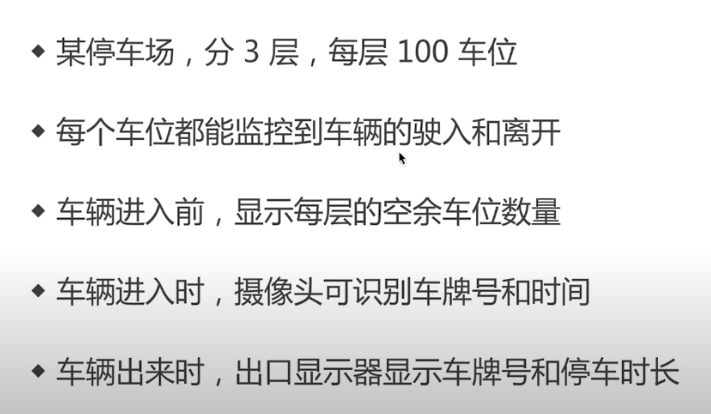 ◆ 某停车场，分 3 层，每层 100 车位
◆ 每个车位都能监控到车辆的驶入和离开
◆ 车辆进入前，显示每层的空余车位数量
◆ 车辆进入时，摄像头可识别车牌号和时间
◆ 车辆出来时，出口显示器显示车牌号和停车时长